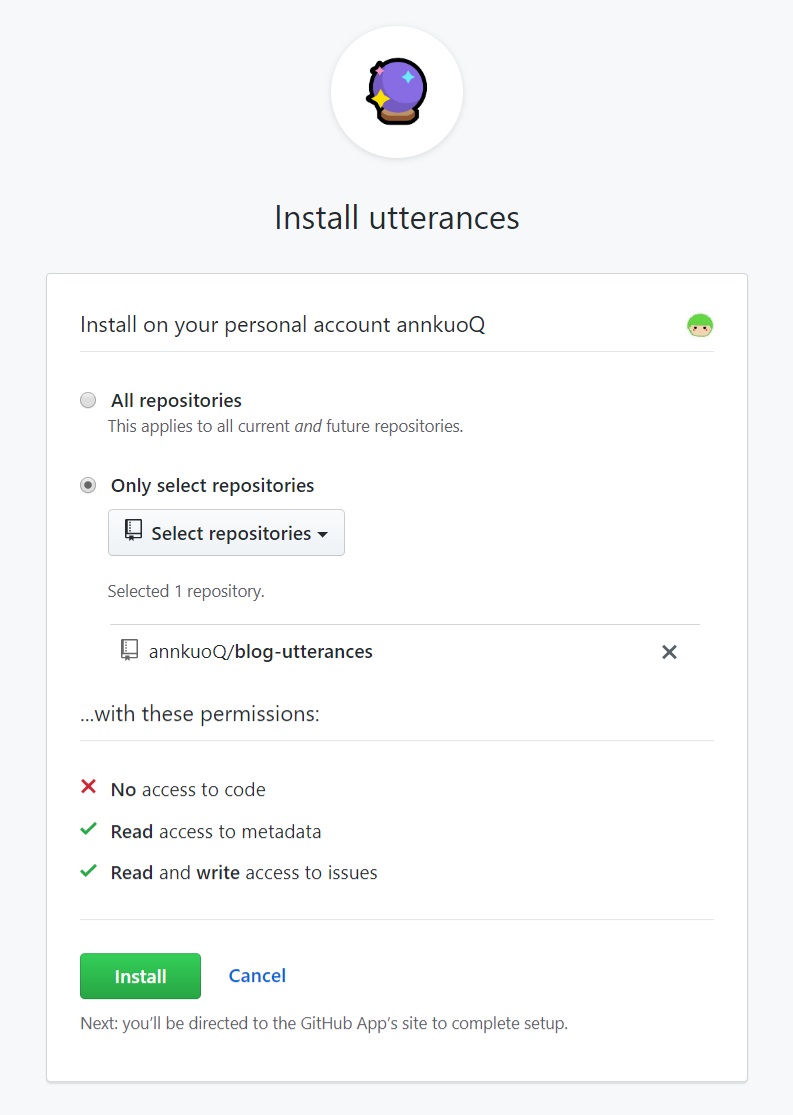 Install utterances
Install on your personal account annkuoQ
All repositories
This applies to all current and future repositories.
Only select repositories
Select repositories
Selected 1 repository.
annkuoQ/blog-utterances
...with these permissions:
No access to code
Read access to metadata
Read and write access to issues
Install Cancel
Next: you’ll be directed to the GitHub App’s site to complete setup.